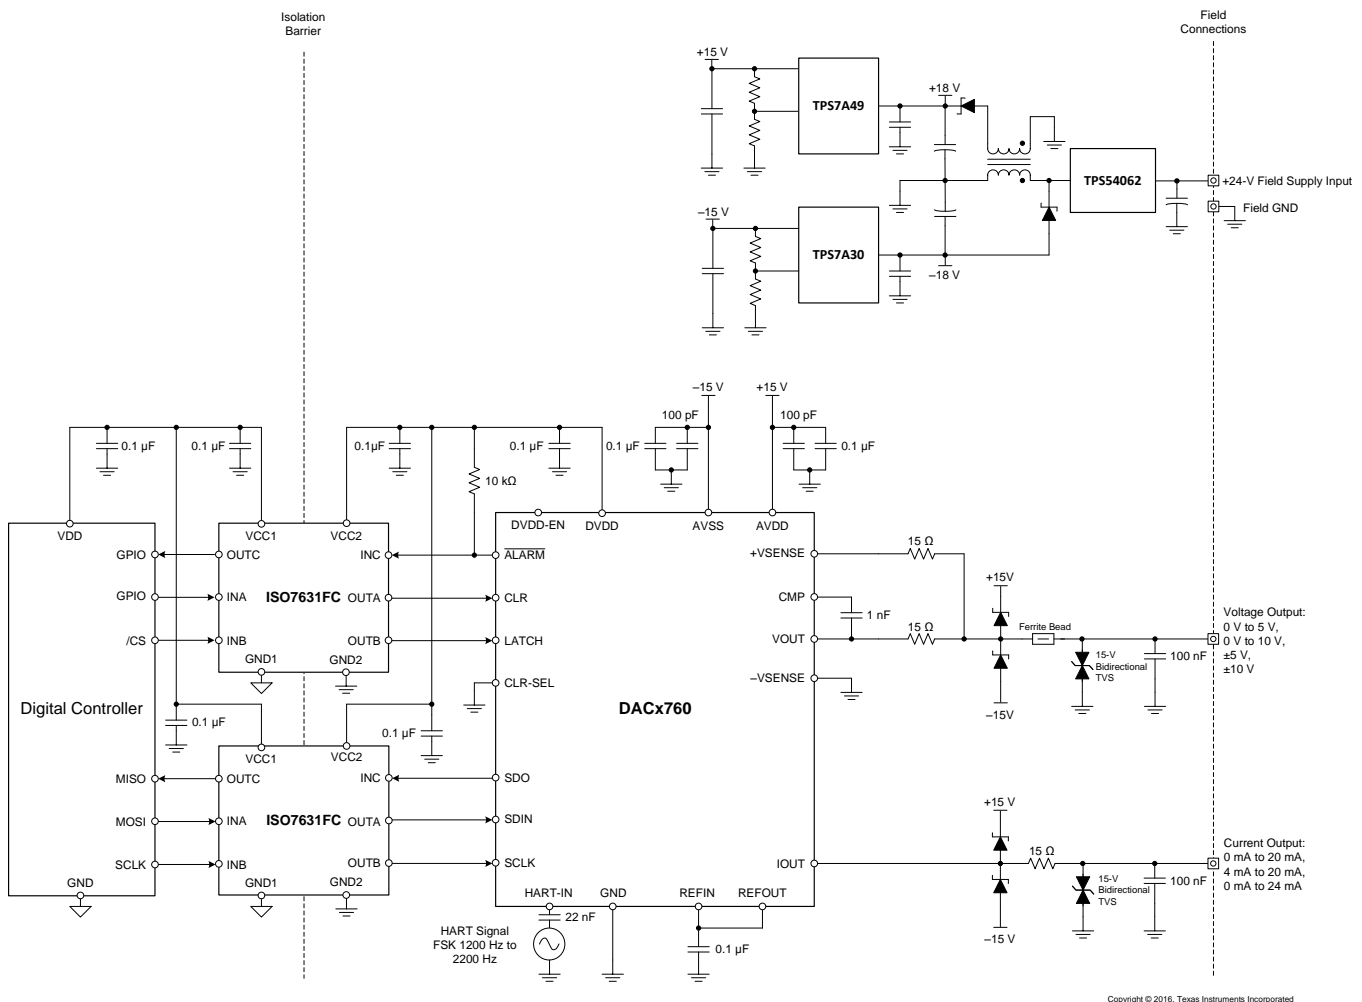 Isolation
Barrier
Field
Connections
+15 V
TPS7A49
+18 V
TPS54062
+24-V Field Supply Input
Field GND
–15 V
TPS7A30
–18 V
–15 V
+15 V
100 pF
100 pF
0.1 µF
0.1 µF
0.1µF
0.1 µF
0.1 µF
0.1 µF
10 kΩ
VDD
VCC1
VCC2
DVDD-EN
DVDD
AVSS
AVDD
GPIO
OUTC
INC
ALARM
+VSENSE
15 Ω
GPIO
INA
ISO7631FC
OUTA
CLR
CMP
1 nF
+15V
/CS
INB
OUTB
LATCH
VOUT
15 Ω
Ferrite Bead
GND1
GND2
15-V
Bidirectional
TVS
100 nF
Voltage Output:
0 V to 5 V,
0 V to 10 V,
±5 V,
±10 V
CLR-SEL
–VSENSE
–15V
Digital Controller
DACx760
0.1 µF
0.1 µF
VCC1
VCC2
MISO
OUTC
INC
SDO
MOSI
INA
ISO7631FC
OUTA
SDIN
+15 V
SCLK
INB
OUTB
SCLK
IOUT
15 Ω
GND
GND1
GND2
15-V
Bidirectional
TVS
100 nF
Current Output:
0 mA to 20 mA,
4 mA to 20 mA,
0 mA to 24 mA
HART-IN
GND
REFIN
REFOUT
–15 V
22 nF
HART Signal
FSK 1200 Hz to
2200 Hz
0.1 µF
Copyright © 2016, Texas Instruments Incorporated